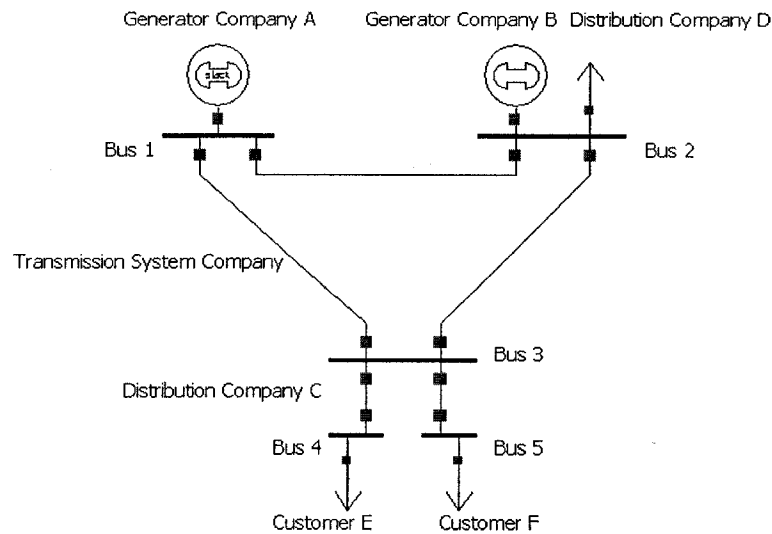 Generator Company A
Generator Company B
Distribution Company D
slack
Bus 1
Bus 2
Transmission System Company
Bus 3
Distribution Company C
Bus 4
Bus 5
Customer E
Customer F